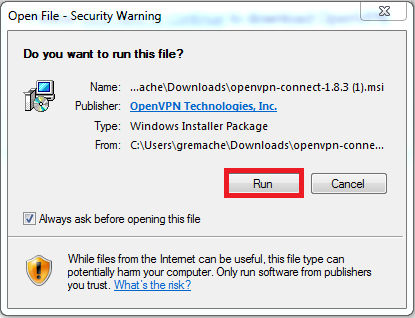 Open File - Security Warning
Do you want to run this file?
Name: ...ache\Downloads\openvpn-connect-1.8.3 (1).msi
Publisher: OpenVPN Technologies, Inc.
Type: Windows Installer Package
From: C:\Users\gremache\Downloads\openvpn-conne...
Run Cancel
Always ask before opening this file
While files from the Internet can be useful, this file type can
potentially harm your computer. Only run software from publishers
you trust. What's the risk?